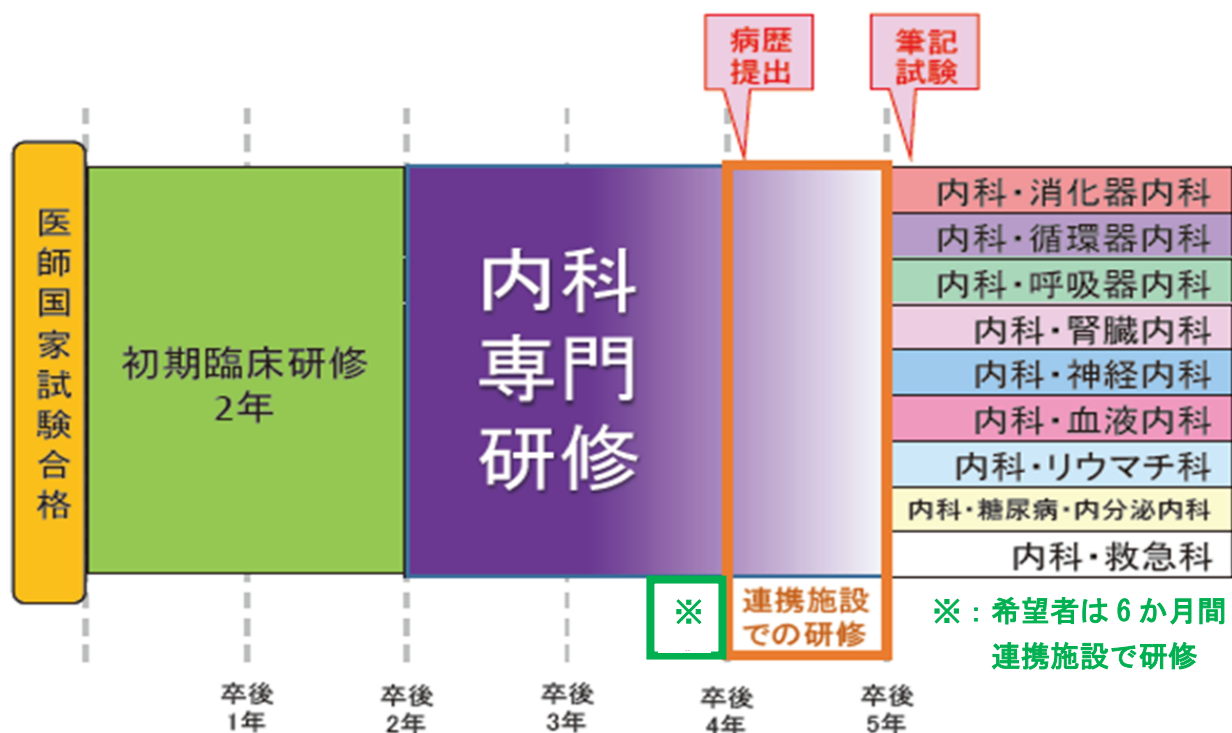 病歴
提出
筆記
試験
医師国家試験合格
初期臨床研修
2年
内科
専門
研修
内科・消化器内科
内科・循環器内科
内科・呼吸器内科
内科・腎臓内科
内科・神経内科
内科・血液内科
内科・リウマチ科
内科・糖尿病・内分泌内科
内科・救急科
※
連携施設
での研修
※：希望者は6か月間
連携施設で研修
卒後
1年
卒後
2年
卒後
3年
卒後
4年
卒後
5年